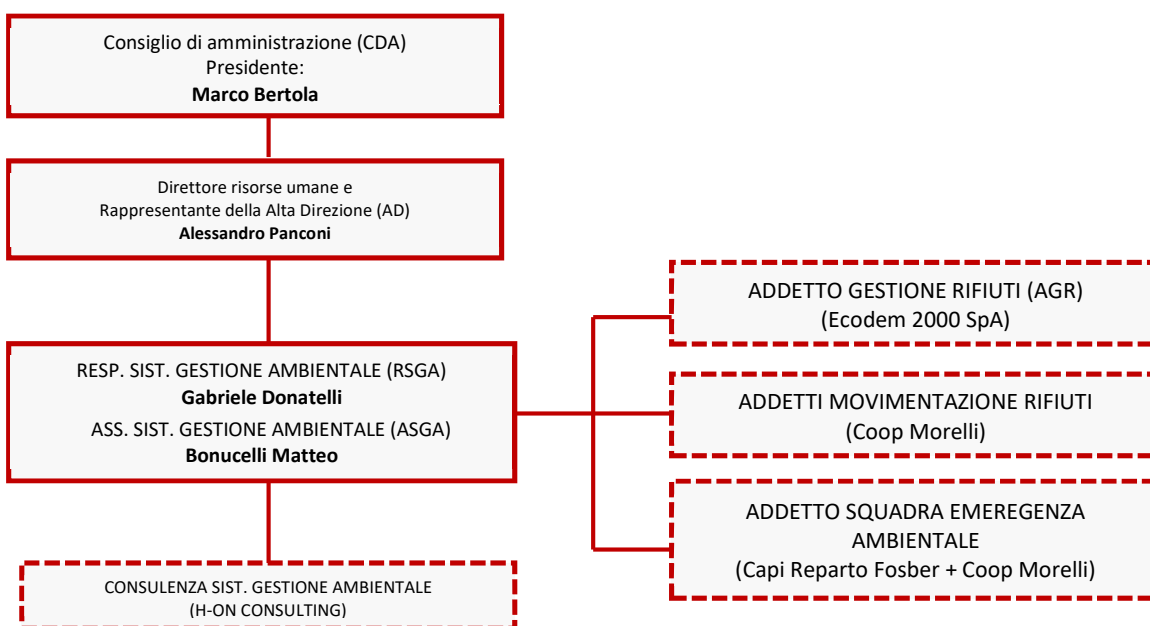 Consiglio di amministrazione (CDA)
Presidente:
Marco Bertola
Direttore risorse umane e
Rappresentante della Alta Direzione (AD)
Alessandro Panconi
RESP. SIST. GESTIONE AMBIENTALE (RSGA)
Gabriele Donatelli
ASS. SIST. GESTIONE AMBIENTALE (ASGA)
Bonucelli Matteo
CONSULENZA SIST. GESTIONE AMBIENTALE
(H-ON CONSULTING)
ADDETTO GESTIONE RIFIUTI (AGR)
(Ecodem 2000 SpA)
ADDETTI MOVIMENTAZIONE RIFIUTI
(Coop Morelli)
ADDETTO SQUADRA EMEREGENZA
AMBIENTALE
(Capi Reparto Fosber + Coop Morelli)